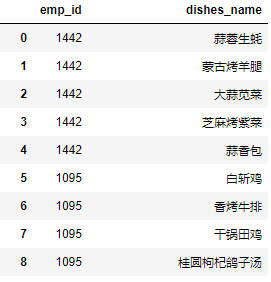 emp_id dishes_name
0 1442 蒜蓉生蚝
1 1442 蒙古烤羊腿
2 1442 大蒜苋菜
3 1442 芝麻烤紫菜
4 1442 蒜香包
5 1095 白斩鸡
6 1095 香烤牛排
7 1095 干锅田鸡
8 1095 桂圆枸杞鸽子汤